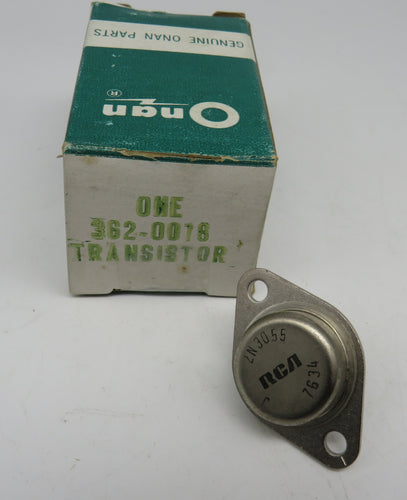 GENUINE ONAN PARTS
Onan®
ONE
362-0018
TRANSISTOR
2N3055
RCA
7634